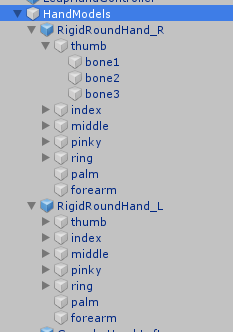 HandModels
RigidRoundHand_R
thumb
bone1
bone2
bone3
index
middle
pinky
ring
palm
forearm
RigidRoundHand_L
thumb
index
middle
pinky
ring
palm
forearm